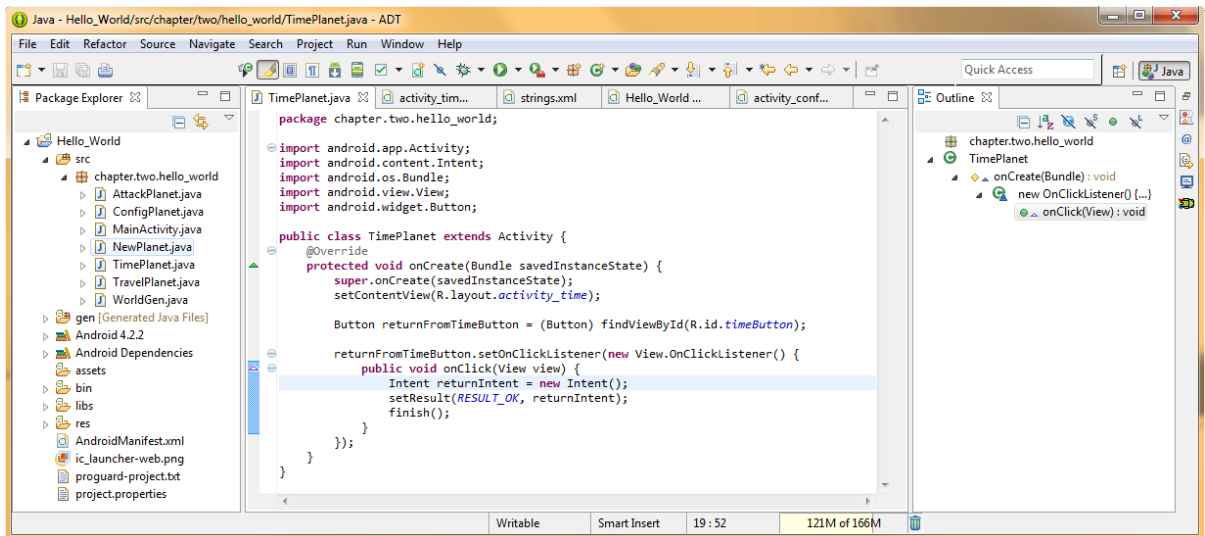 Java - Hello_World/src/chapter/two/hello_world/TimePlanet.java - ADT
File Edit Refactor Source Navigate Search Project Run Window Help
Quick Access
Java
Package Explorer
Hello_World
src
chapter.two.hello_world
AttackPlanet.java
ConfigPlanet.java
MainActivity.java
NewPlanet.java
TimePlanet.java
TravelPlanet.java
WorldGen.java
gen [Generated Java Files]
Android 4.2.2
Android Dependencies
assets
bin
libs
res
AndroidManifest.xml
ic_launcher-web.png
proguard-project.txt
project.properties
TimePlanet.java activity_tim... strings.xml Hello_World ... activity_conf...
package chapter.two.hello_world;
import android.app.Activity;
import android.content.Intent;
import android.os.Bundle;
import android.view.View;
import android.widget.Button;
public class TimePlanet extends Activity {
@Override
protected void onCreate(Bundle savedInstanceState) {
super.onCreate(savedInstanceState);
setContentView(R.layout.activity_time);
Button returnFromTimeButton = (Button) findViewById(R.id.timeButton);
returnFromTimeButton.setOnClickListener(new View.OnClickListener() {
public void onClick(View view) {
Intent returnIntent = new Intent();
setResult(RESULT_OK, returnIntent);
finish();
}
});
}
}
Outline
chapter.two.hello_world
TimePlanet
onCreate(Bundle) : void
new OnClickListener() {...}
onClick(View) : void
Writable Smart Insert 19 : 52 121M of 166M